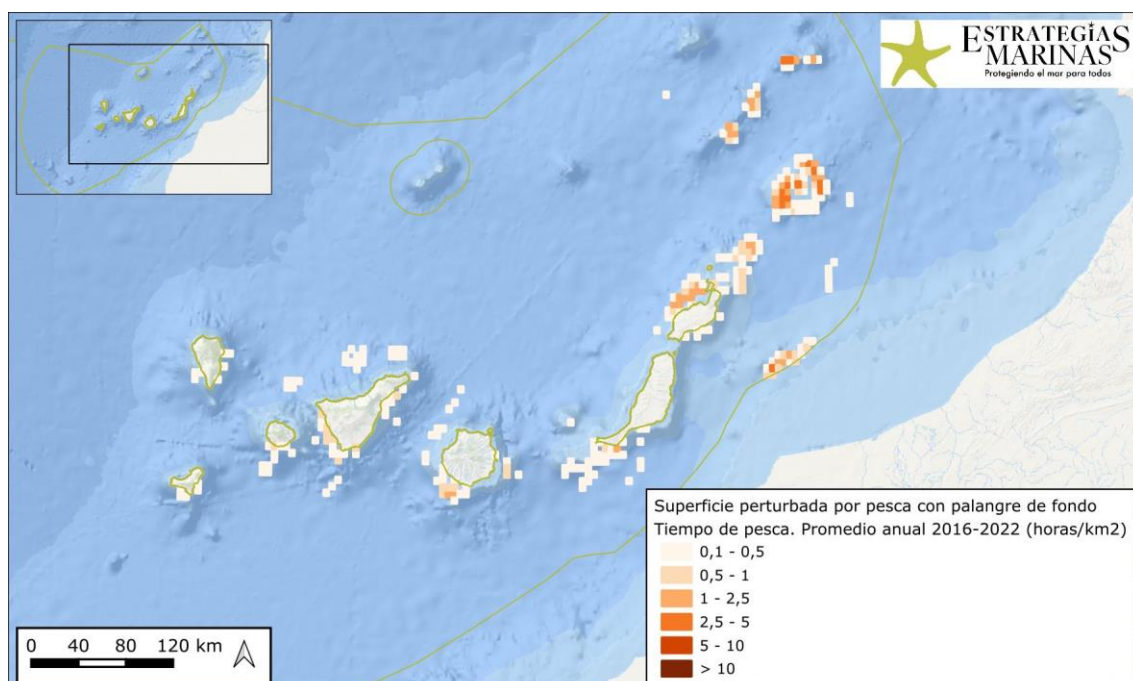 ESTRATEGIAS
MARINAS
Protegiendo el mar para todos
Superficie perturbada por pesca con palangre de fondo
Tiempo de pesca. Promedio anual 2016-2022 (horas/km2)
0,1 - 0,5
0,5 - 1
1 - 2,5
2,5 - 5
5 - 10
> 10
0 40 80 120 km